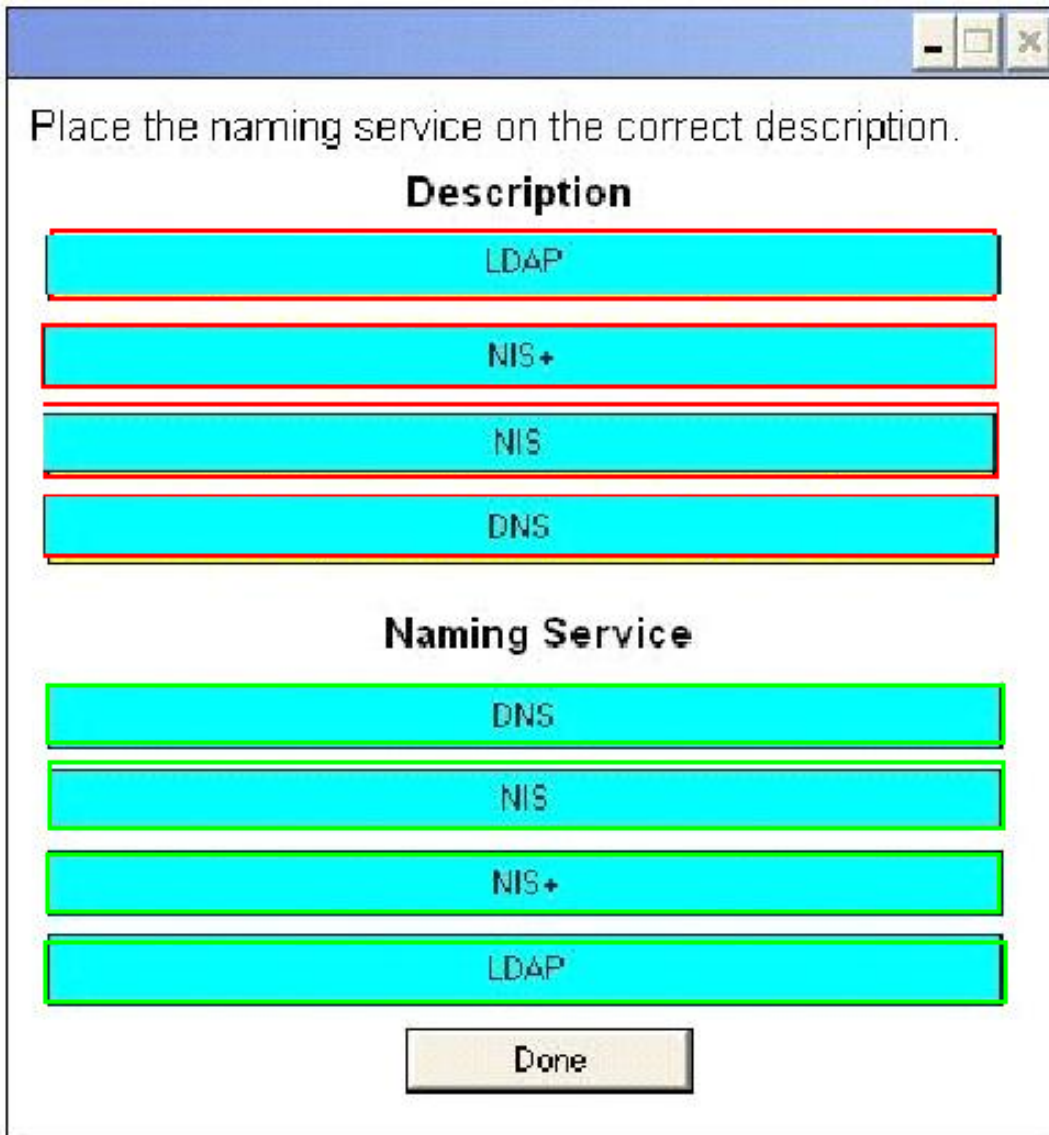 Place the naming service on the correct description.
Description
LDAP
NIS+
NIS
DNS
Naming Service
DNS
NIS
NIS+
LDAP
Done